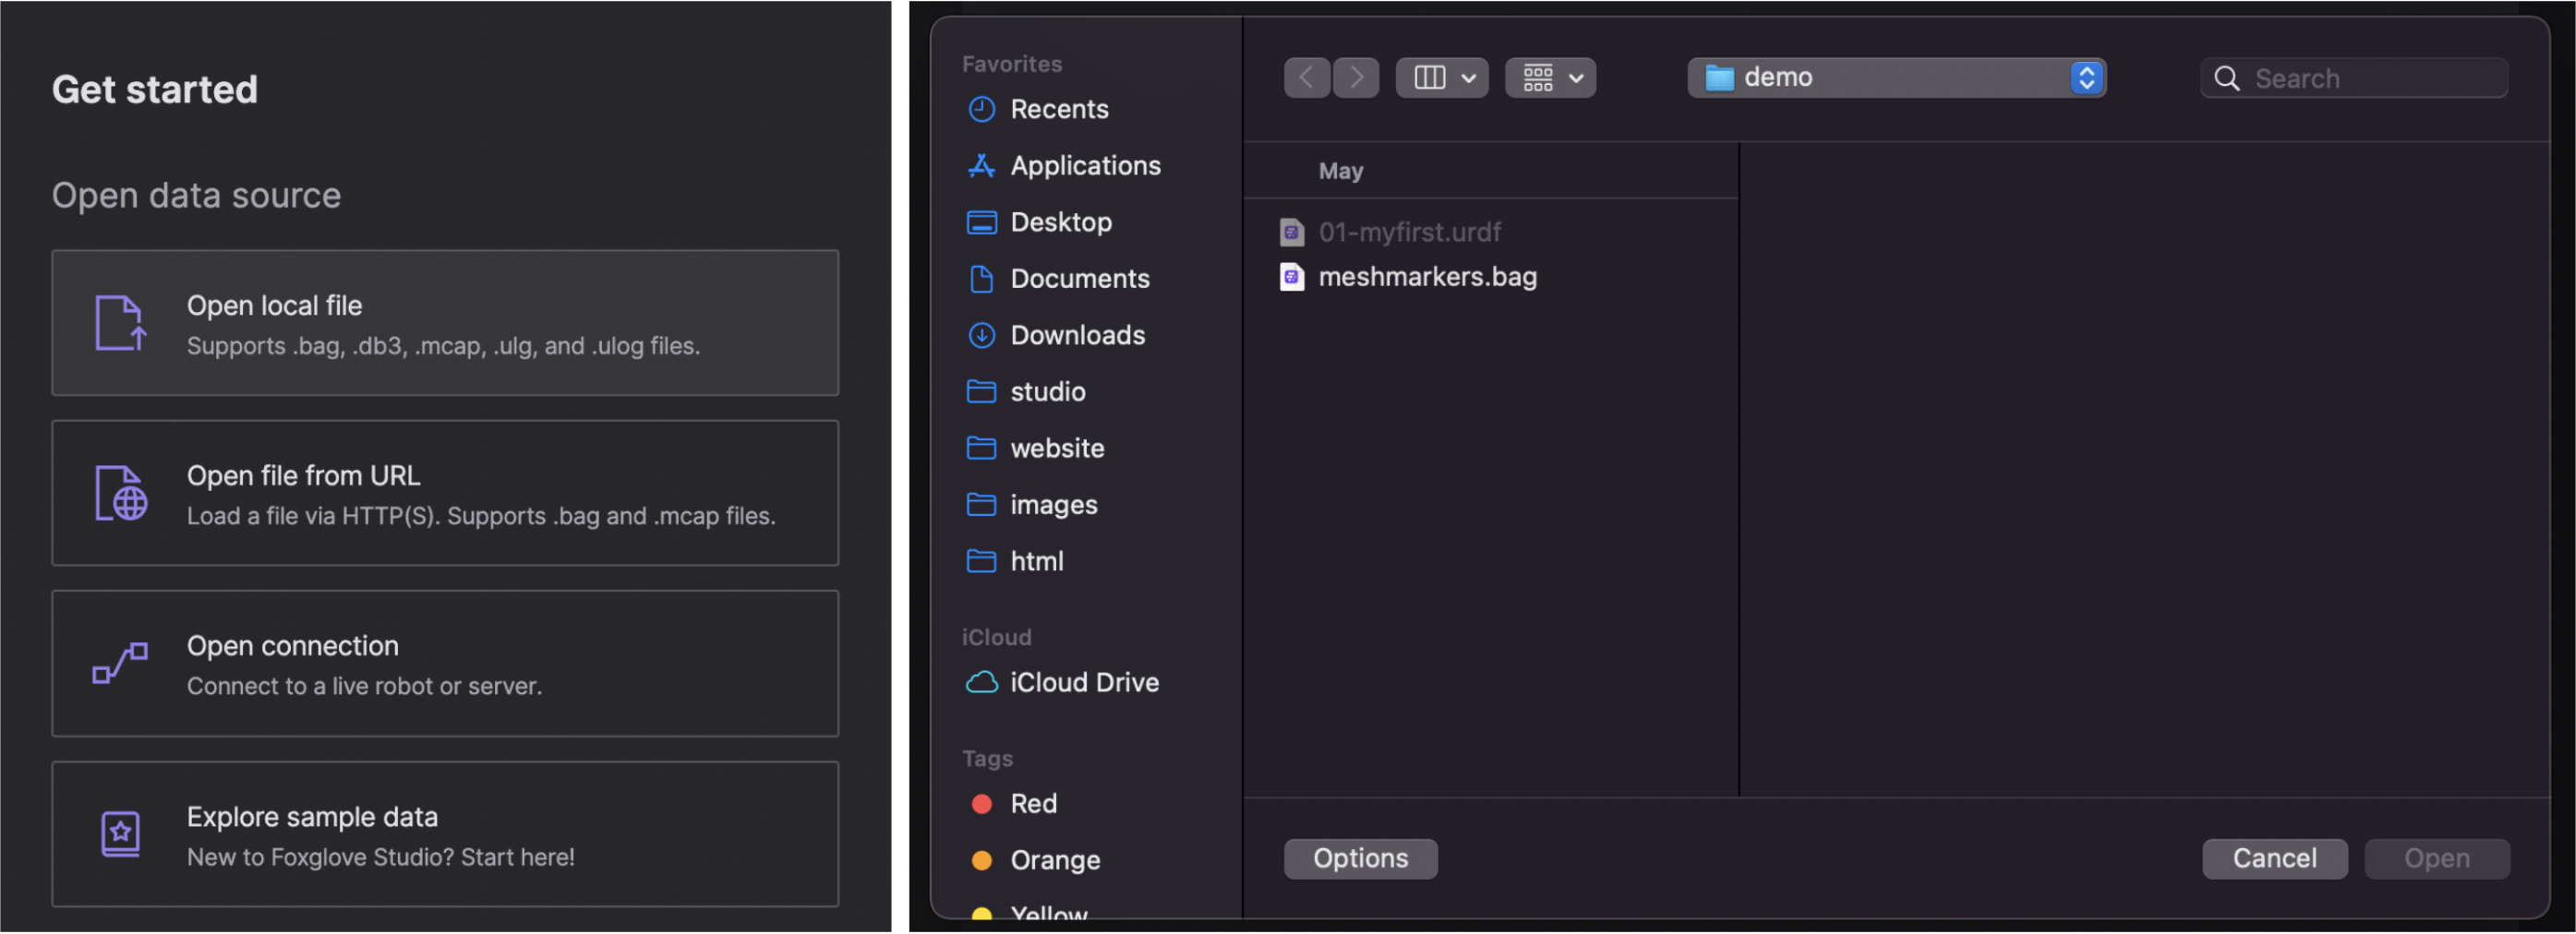 Get started
Open data source
Open local file
Supports .bag, .db3, .mcap, .ulg, and .ulog files.
Open file from URL
Load a file via HTTP(S). Supports .bag and .mcap files.
Open connection
Connect to a live robot or server.
Explore sample data
New to Foxglove Studio? Start here!
Favorites
Recents
Applications
Desktop
Documents
Downloads
studio
website
images
html
iCloud
iCloud Drive
Tags
Red
Orange
Yellow
demo
Search
May
01-myfirst.urdf
meshmarkers.bag
Options
Cancel
Open